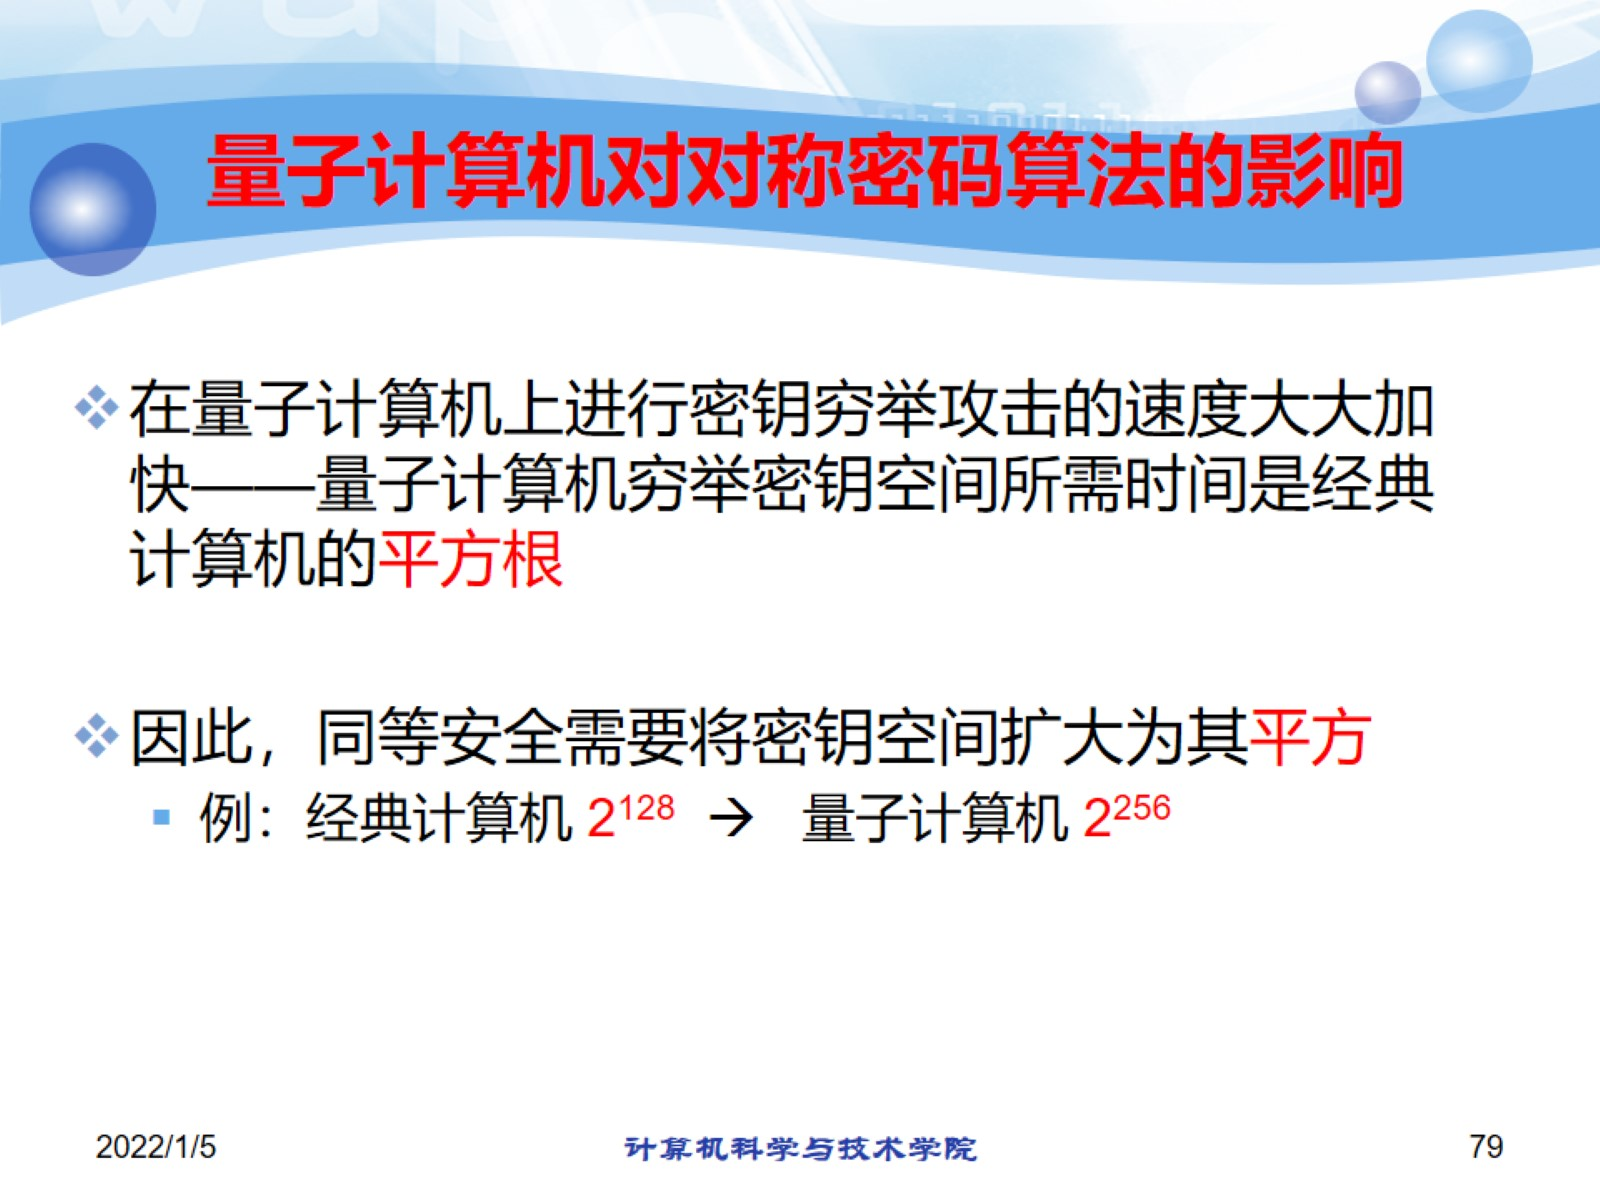 量子计算机对对称密码算法的影响
在量子计算机上进行密钥穷举攻击的速度大大加
快——量子计算机穷举密钥空间所需时间是经典
计算机的平方根
因此，同等安全需要将密钥空间扩大为其平方
例：经典计算机 2^128 → 量子计算机 2^256
2022/1/5
计算机科学与技术学院
79